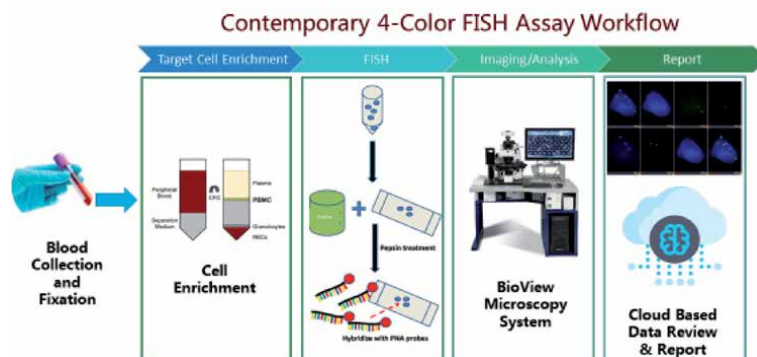 Contemporary 4-Color FISH Assay Workflow
Target Cell Enrichment
FISH
Imaging/Analysis
Report
Blood
Collection
and
Fixation
Peripheral
Blood
Separation
Medium
CFG
Plasma
PBMC
Granulocytes
RBCs
Cell
Enrichment
Pepsin treatment
Hybridize with PNA probes
BioView
Microscopy
System
Cloud Based
Data Review
& Report